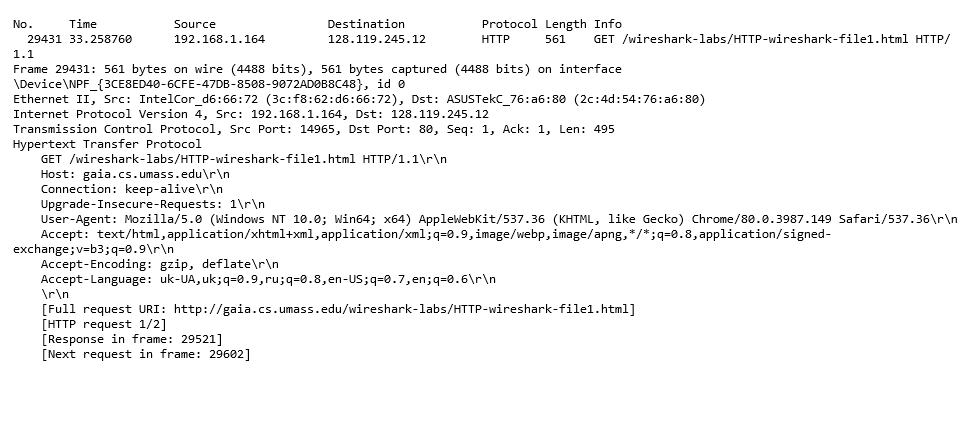 No. Time Source Destination Protocol Length Info
29431 33.258760 192.168.1.164 128.119.245.12 HTTP 561 GET /wireshark-labs/HTTP-wireshark-file1.html HTTP/
1.1
Frame 29431: 561 bytes on wire (4488 bits), 561 bytes captured (4488 bits) on interface
\Device\NPF_{3CE8ED40-6CFE-47DB-8508-9072AD0B8C48}, id 0
Ethernet II, Src: IntelCor_d6:66:72 (3c:f8:62:d6:66:72), Dst: ASUSTekC_76:a6:80 (2c:4d:54:76:a6:80)
Internet Protocol Version 4, Src: 192.168.1.164, Dst: 128.119.245.12
Transmission Control Protocol, Src Port: 14965, Dst Port: 80, Seq: 1, Ack: 1, Len: 495
Hypertext Transfer Protocol
GET /wireshark-labs/HTTP-wireshark-file1.html HTTP/1.1\r\n
Host: gaia.cs.umass.edu\r\n
Connection: keep-alive\r\n
Upgrade-Insecure-Requests: 1\r\n
User-Agent: Mozilla/5.0 (Windows NT 10.0; Win64; x64) AppleWebKit/537.36 (KHTML, like Gecko) Chrome/80.0.3987.149 Safari/537.36\r\n
Accept: text/html,application/xhtml+xml,application/xml;q=0.9,image/webp,image/apng,*/*;q=0.8,application/signed-
exchange;v=b3;q=0.9\r\n
Accept-Encoding: gzip, deflate\r\n
Accept-Language: uk-UA,uk;q=0.9,ru;q=0.8,en-US;q=0.7,en;q=0.6\r\n
\r\n
[Full request URI: http://gaia.cs.umass.edu/wireshark-labs/HTTP-wireshark-file1.html]
[HTTP request 1/2]
[Response in frame: 29521]
[Next request in frame: 29602]